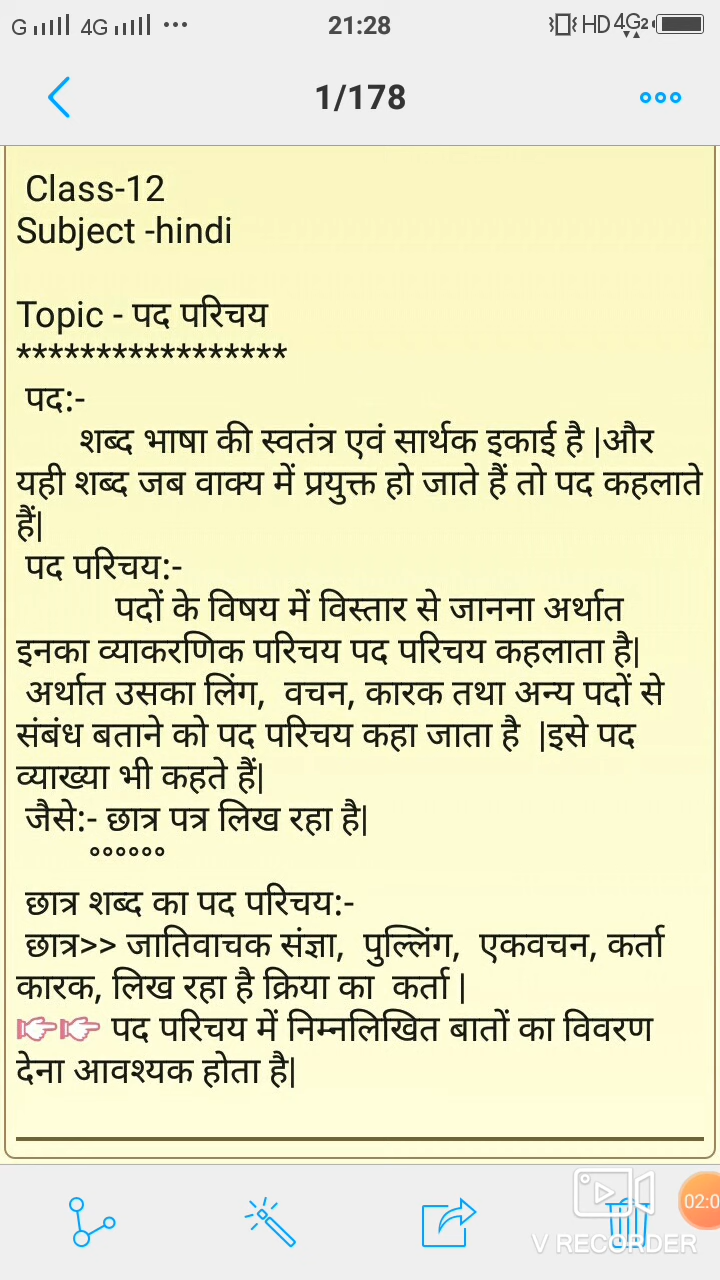 G 4G ••• 21:28 HD 4G2
1/178
Class-12
Subject -hindi
Topic - पद परिचय
*****************
पद:-
शब्द भाषा की स्वतंत्र एवं सार्थक इकाई है |और
यही शब्द जब वाक्य में प्रयुक्त हो जाते हैं तो पद कहलाते
हैं|
पद परिचय:-
पदों के विषय में विस्तार से जानना अर्थात
इनका व्याकरणिक परिचय पद परिचय कहलाता है|
अर्थात उसका लिंग, वचन, कारक तथा अन्य पदों से
संबंध बताने को पद परिचय कहा जाता है |इसे पद
व्याख्या भी कहते हैं|
जैसे:- छात्र पत्र लिख रहा है|
°°°°°°
छात्र शब्द का पद परिचय:-
छात्र>> जातिवाचक संज्ञा, पुल्लिंग, एकवचन, कर्ता
कारक, लिख रहा है क्रिया का कर्ता |
👉👉 पद परिचय में निम्नलिखित बातों का विवरण
देना आवश्यक होता है|
02:0
V RECORDER